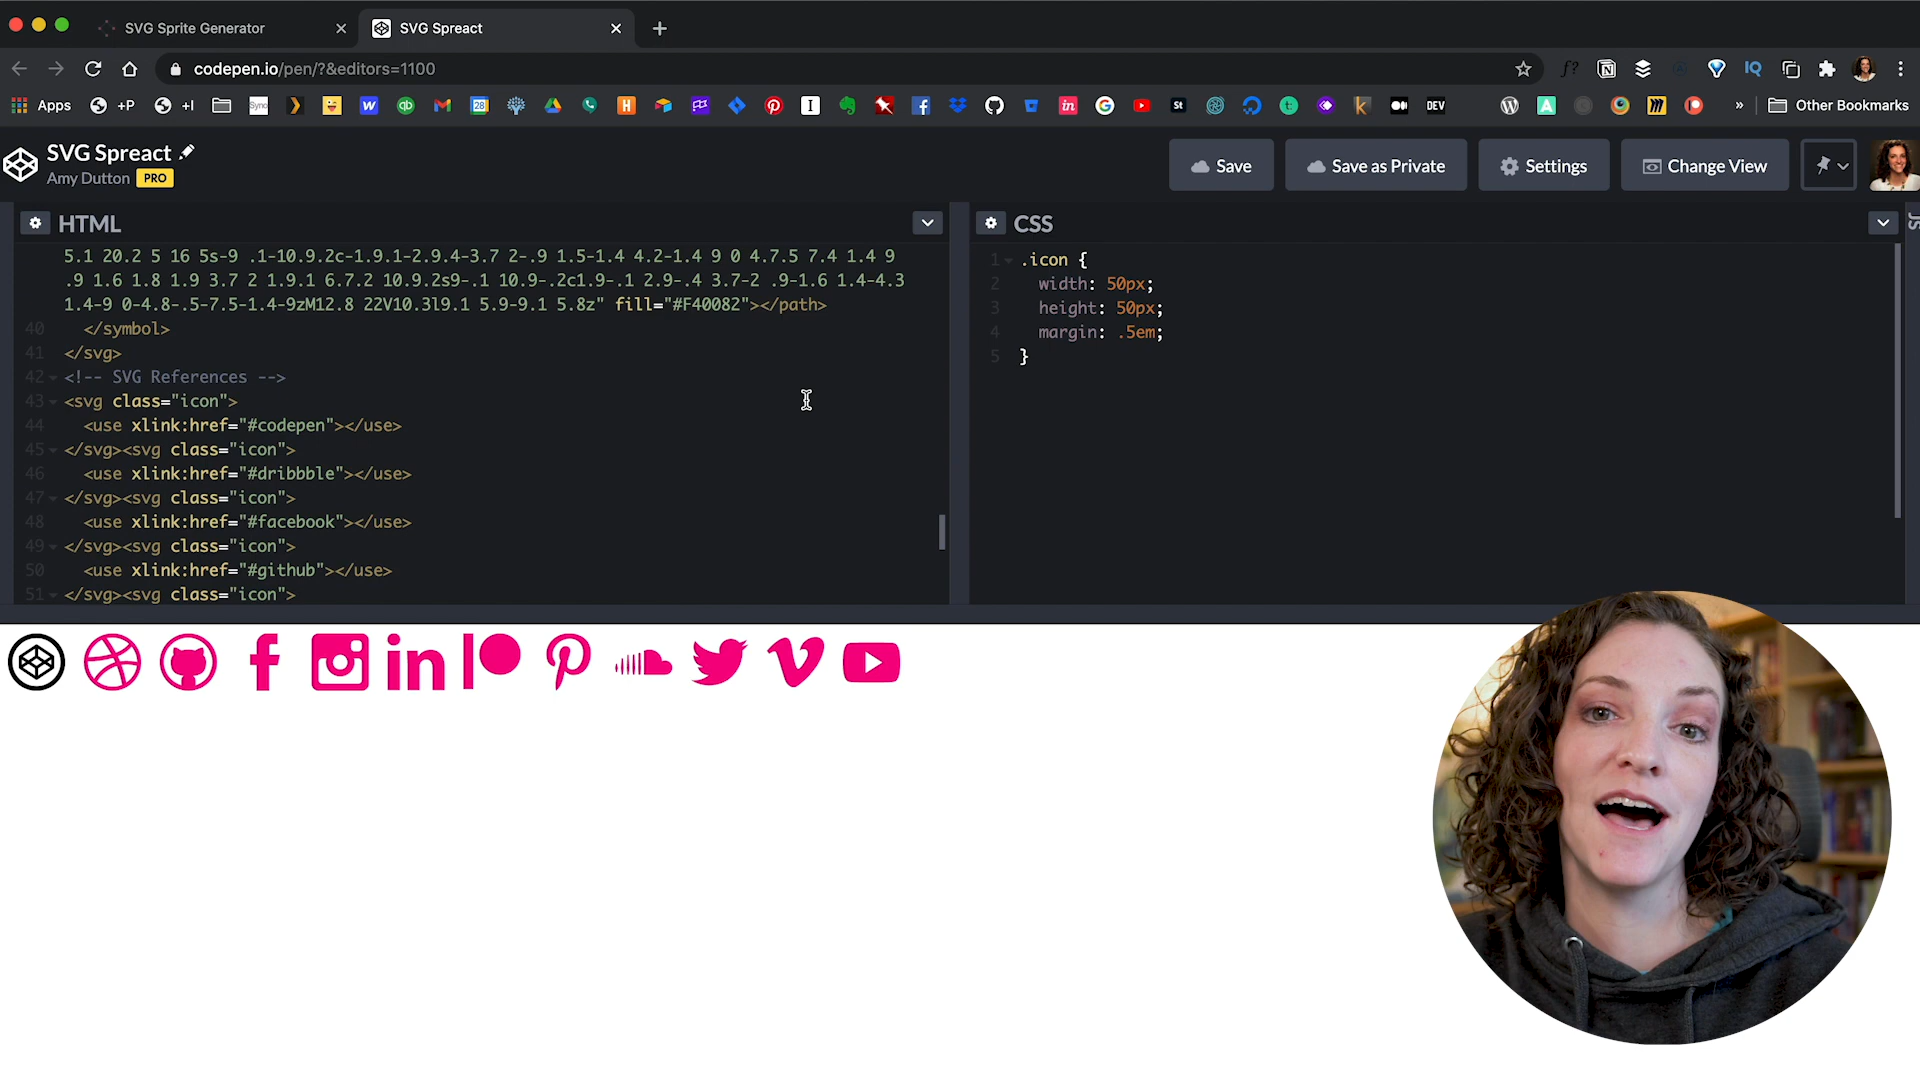 SVG Sprite Generator
SVG Spreact
codepen.io/pen/?&editors=1100
Apps
+P
+I
DEV
Other Bookmarks
SVG Spreact
Amy Dutton PRO
Save
Save as Private
Settings
Change View
HTML
5.1 20.2 5 16 5s-9 .1-10.9.2c-1.9.1-2.9.4-3.7 2-.9 1.5-1.4 4.2-1.4 9 0 4.7.5 7.4 1.4 9
.9 1.6 1.8 1.9 3.7 2 1.9.1 6.7.2 10.9.2s9-.1 10.9-.2c1.9-.1 2.9-.4 3.7-2 .9-1.6 1.4-4.3
1.4-9 0-4.8-.5-7.5-1.4-9zM12.8 22V10.3l9.1 5.9-9.1 5.8z" fill="#F40082"></path>
40 </symbol>
41 </svg>
42 <!-- SVG References -->
43 <svg class="icon">
44 <use xlink:href="#codepen"></use>
45 </svg><svg class="icon">
46 <use xlink:href="#dribbble"></use>
47 </svg><svg class="icon">
48 <use xlink:href="#facebook"></use>
49 </svg><svg class="icon">
50 <use xlink:href="#github"></use>
51 </svg><svg class="icon">
CSS
1 .icon {
2 width: 50px;
3 height: 50px;
4 margin: .5em;
5 }
JS
in